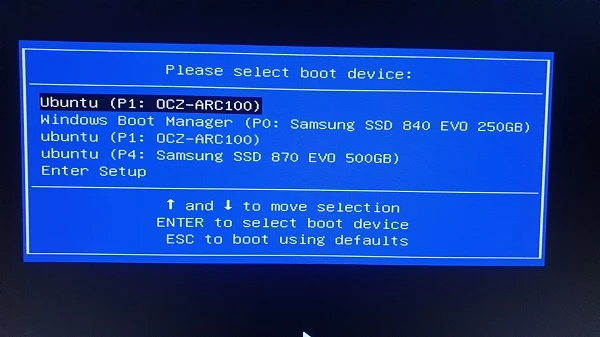 Please select boot device:
Ubuntu (P1: OCZ-ARC100)
Windows Boot Manager (P0: Samsung SSD 840 EVO 250GB)
ubuntu (P1: OCZ-ARC100)
ubuntu (P4: Samsung SSD 870 EVO 500GB)
Enter Setup
↑ and ↓ to move selection
ENTER to select boot device
ESC to boot using defaults